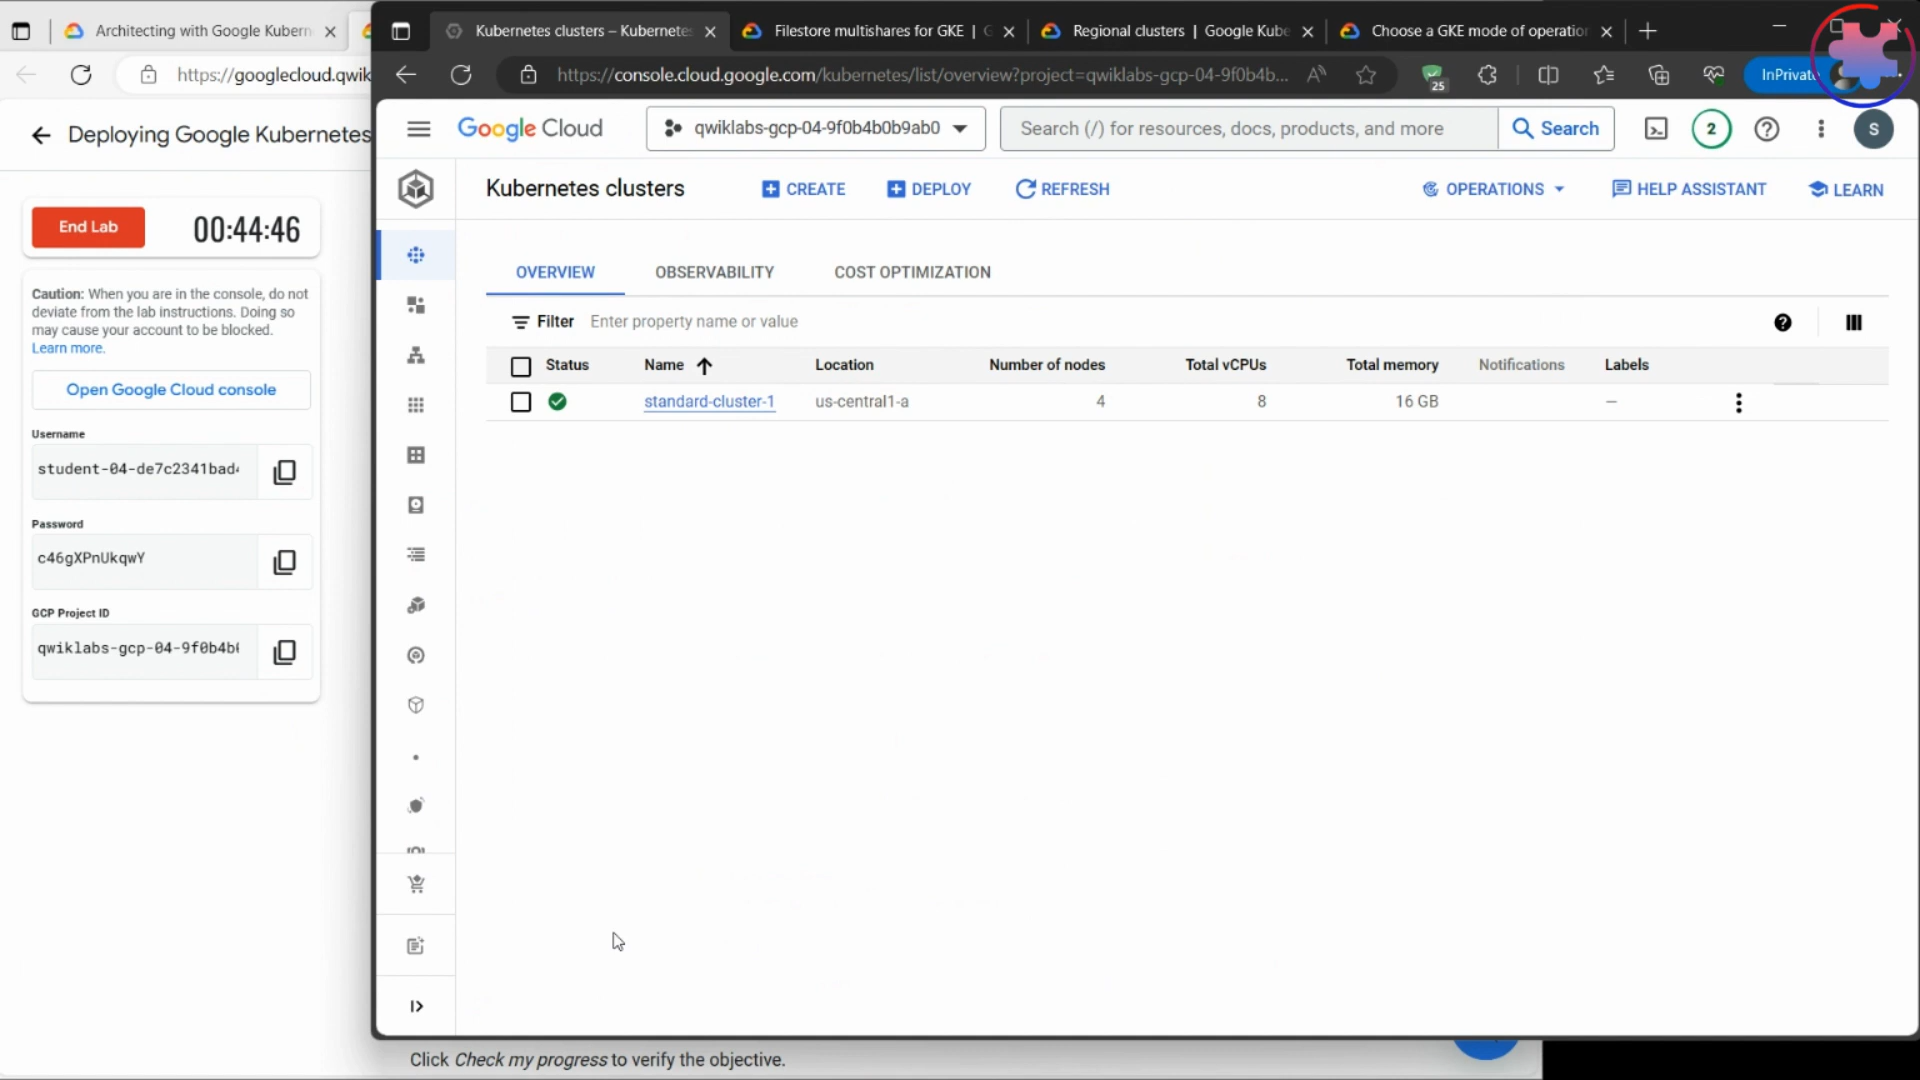 Architecting with Google Kubern
https://googlecloud.qwik
Deploying Google Kubernetes
End Lab
00:44:46
Caution: When you are in the console, do not
deviate from the lab instructions. Doing so
may cause your account to be blocked.
Learn more.
Open Google Cloud console
Username
student-04-de7c2341bad
Password
c46gXPnUkqwY
GCP Project ID
qwiklabs-gcp-04-9f0b4b
Kubernetes clusters – Kubernetes
Filestore multishares for GKE | G
Regional clusters | Google Kube
Choose a GKE mode of operation
https://console.cloud.google.com/kubernetes/list/overview?project=qwiklabs-gcp-04-9f0b4b...
25
InPrivate
Google Cloud
qwiklabs-gcp-04-9f0b4b0b9ab0
Search (/) for resources, docs, products, and more
Search
2
S
Kubernetes clusters
CREATE
DEPLOY
REFRESH
OPERATIONS
HELP ASSISTANT
LEARN
OVERVIEW
OBSERVABILITY
COST OPTIMIZATION
Filter Enter property name or value
Status Name Location Number of nodes Total vCPUs Total memory Notifications Labels
standard-cluster-1 us-central1-a 4 8 16 GB –
Click Check my progress to verify the objective.